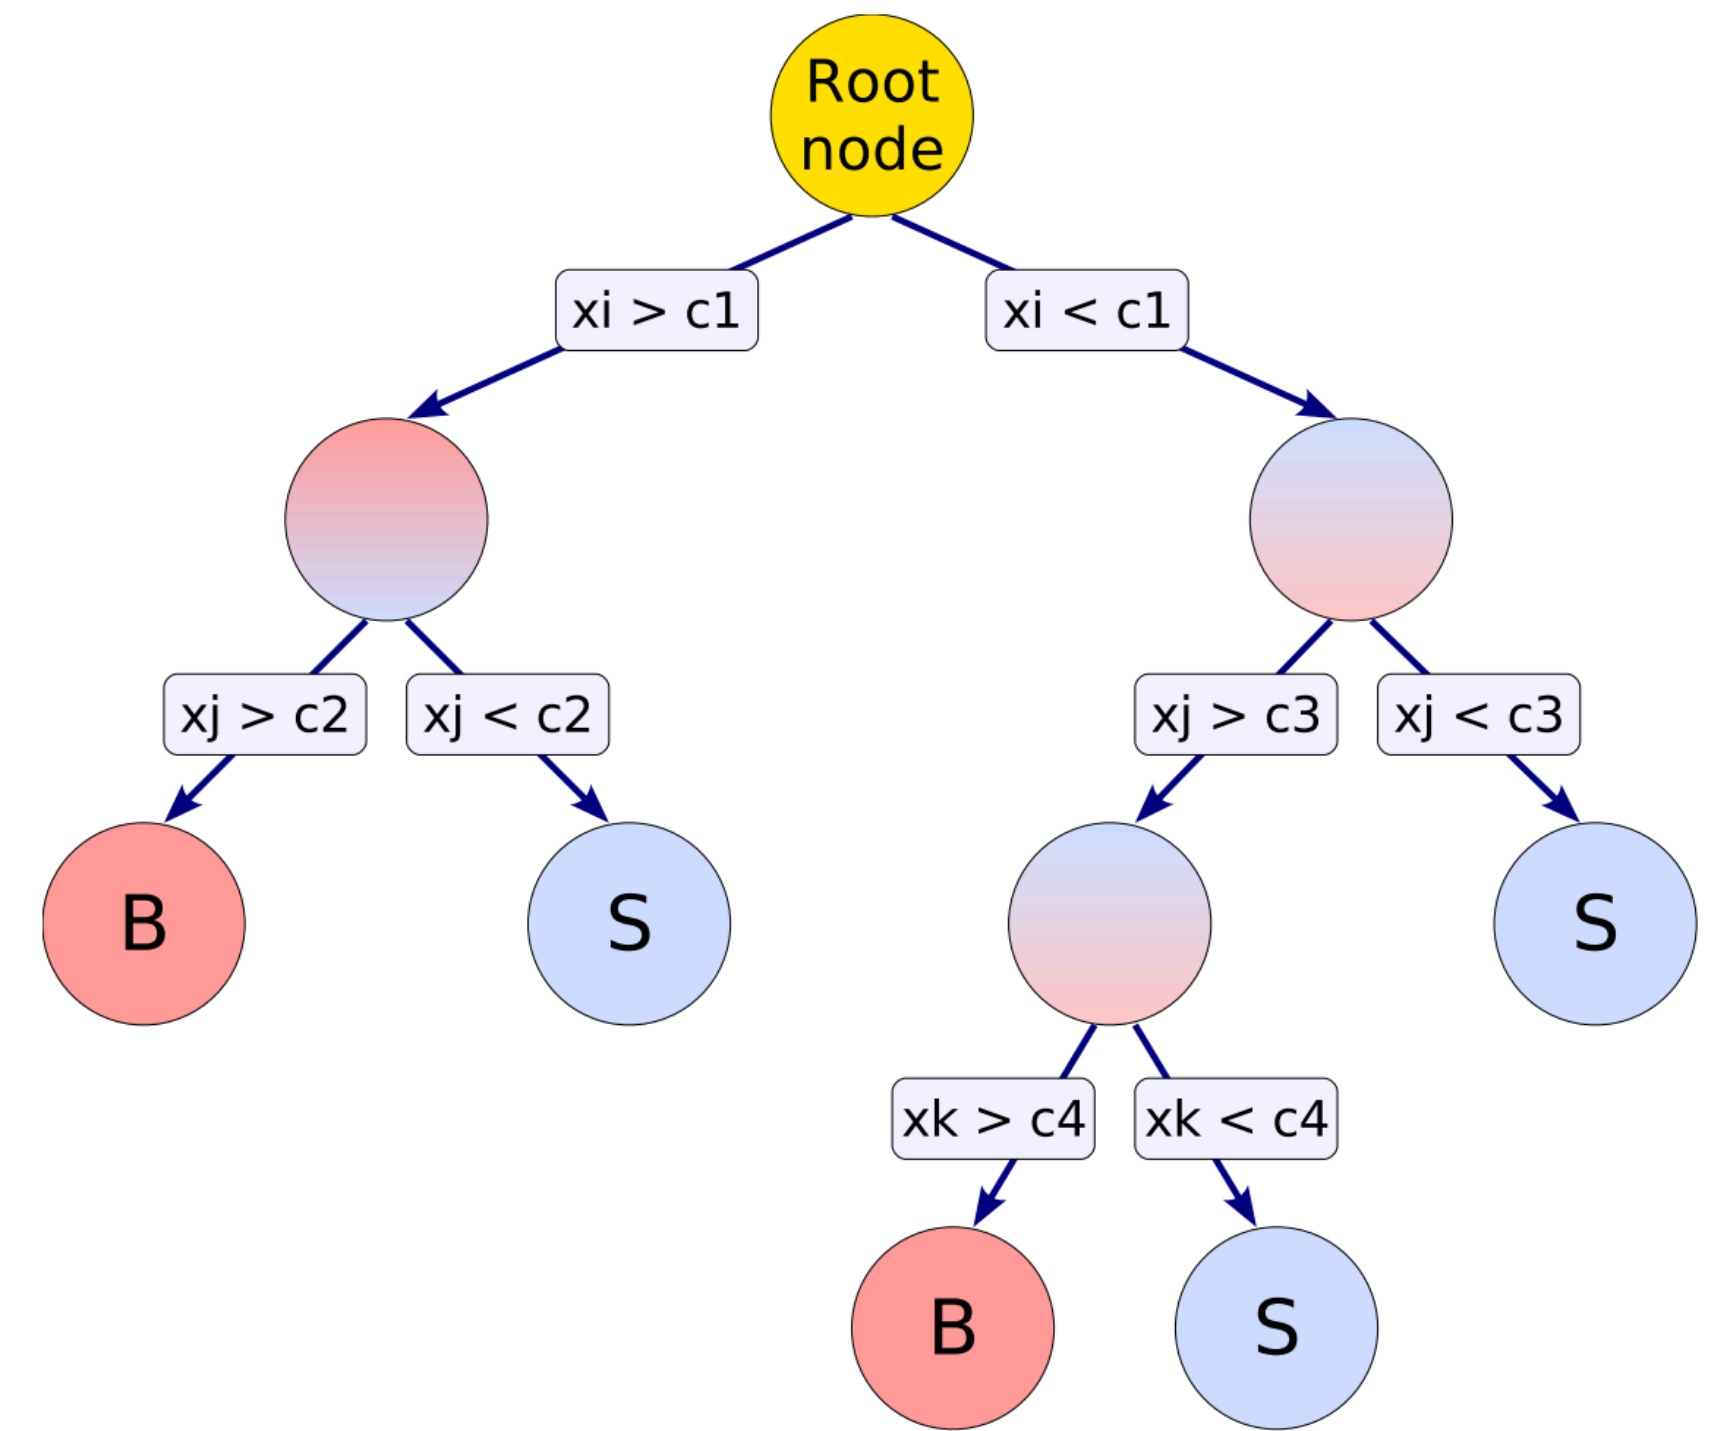 Root
node
xi > c1
xi < c1
xj > c2
xj < c2
xj > c3
xj < c3
B
S
S
xk > c4
xk < c4
B
S